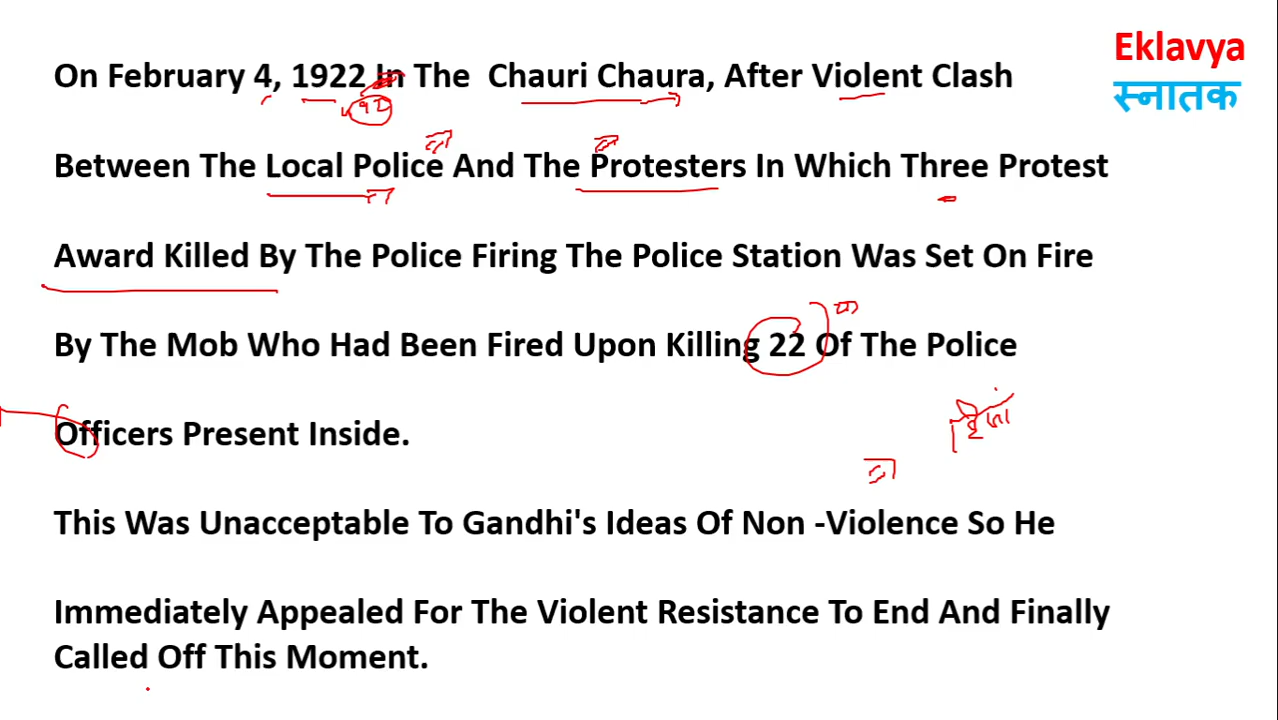 Eklavya
स्नातक
On February 4, 1922 In The Chauri Chaura, After Violent Clash
Between The Local Police And The Protesters In Which Three Protest
Award Killed By The Police Firing The Police Station Was Set On Fire
By The Mob Who Had Been Fired Upon Killing 22 Of The Police
Officers Present Inside.
This Was Unacceptable To Gandhi's Ideas Of Non -Violence So He
Immediately Appealed For The Violent Resistance To End And Finally
Called Off This Moment.